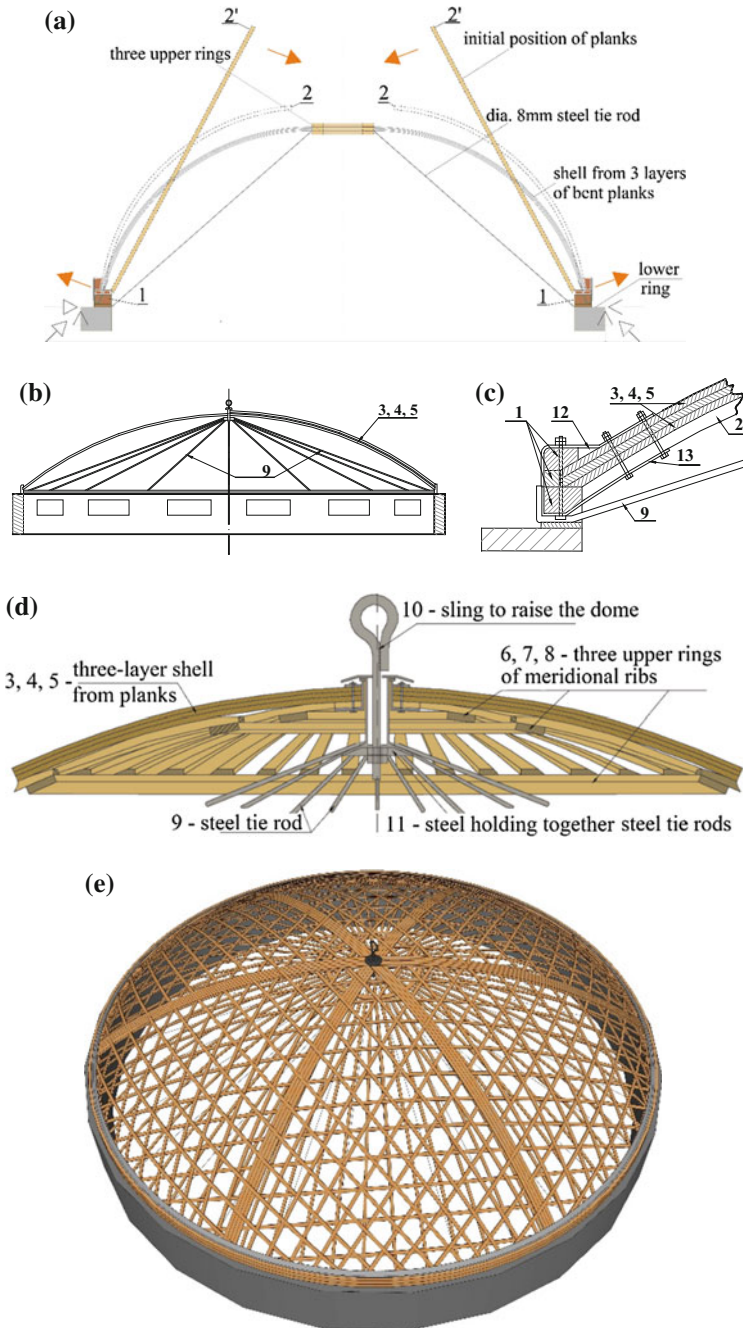 (a)
2'
2'
three upper rings
initial position of planks
2
2
dia. 8mm steel tie rod
shell from 3 layers
of bent planks
lower
ring
1
1
(b)
3, 4, 5
9
(c)
3, 4, 5
1
12
2
13
9
(d)
10 - sling to raise the dome
3, 4, 5 - three-layer shell
from planks
6, 7, 8 - three upper rings
of meridional ribs
9 - steel tie rod
11 - steel holding together steel tie rods
(e)